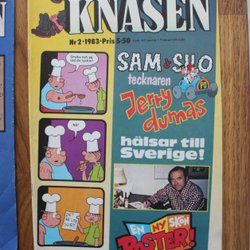 KNASEN
Nr 2 • 1983 • Pris 5:50
SAM & SILO
tecknaren
Jerry
dumas
hälsar till
Sverige!
Nä!
EN NY SKÖN
POSTER!